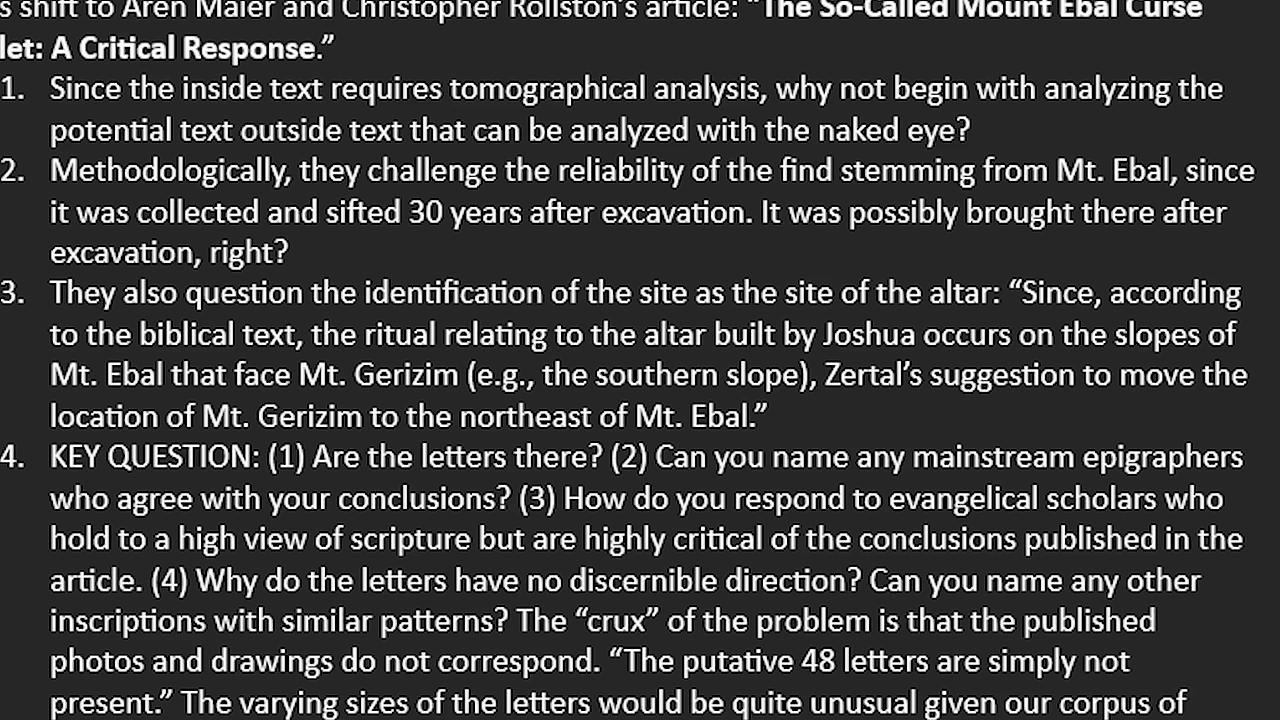 s shift to Aren Maier and Christopher Rollston's article: "The So-Called Mount Ebal Curse
let: A Critical Response."
1. Since the inside text requires tomographical analysis, why not begin with analyzing the
potential text outside text that can be analyzed with the naked eye?
2. Methodologically, they challenge the reliability of the find stemming from Mt. Ebal, since
it was collected and sifted 30 years after excavation. It was possibly brought there after
excavation, right?
3. They also question the identification of the site as the site of the altar: “Since, according
to the biblical text, the ritual relating to the altar built by Joshua occurs on the slopes of
Mt. Ebal that face Mt. Gerizim (e.g., the southern slope), Zertal’s suggestion to move the
location of Mt. Gerizim to the northeast of Mt. Ebal.”
4. KEY QUESTION: (1) Are the letters there? (2) Can you name any mainstream epigraphers
who agree with your conclusions? (3) How do you respond to evangelical scholars who
hold to a high view of scripture but are highly critical of the conclusions published in the
article. (4) Why do the letters have no discernible direction? Can you name any other
inscriptions with similar patterns? The “crux” of the problem is that the published
photos and drawings do not correspond. “The putative 48 letters are simply not
present.” The varying sizes of the letters would be quite unusual given our corpus of